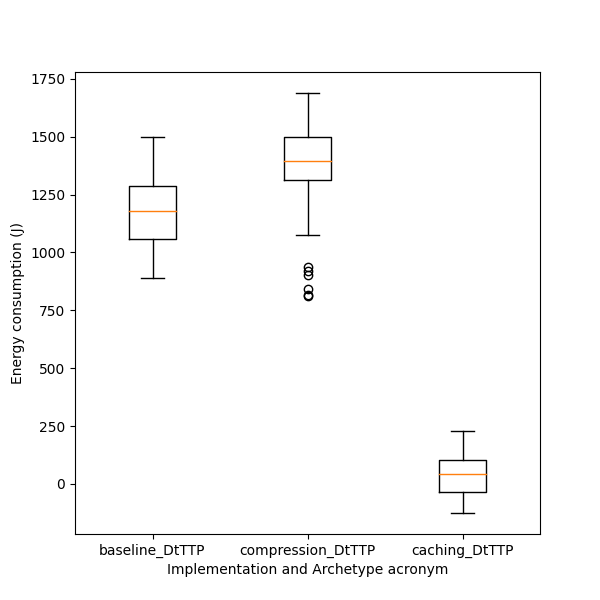 1750
1500
1250
1000
750
500
250
0
Energy consumption (J)
baseline_DtTTP compression_DtTTP caching_DtTTP
Implementation and Archetype acronym